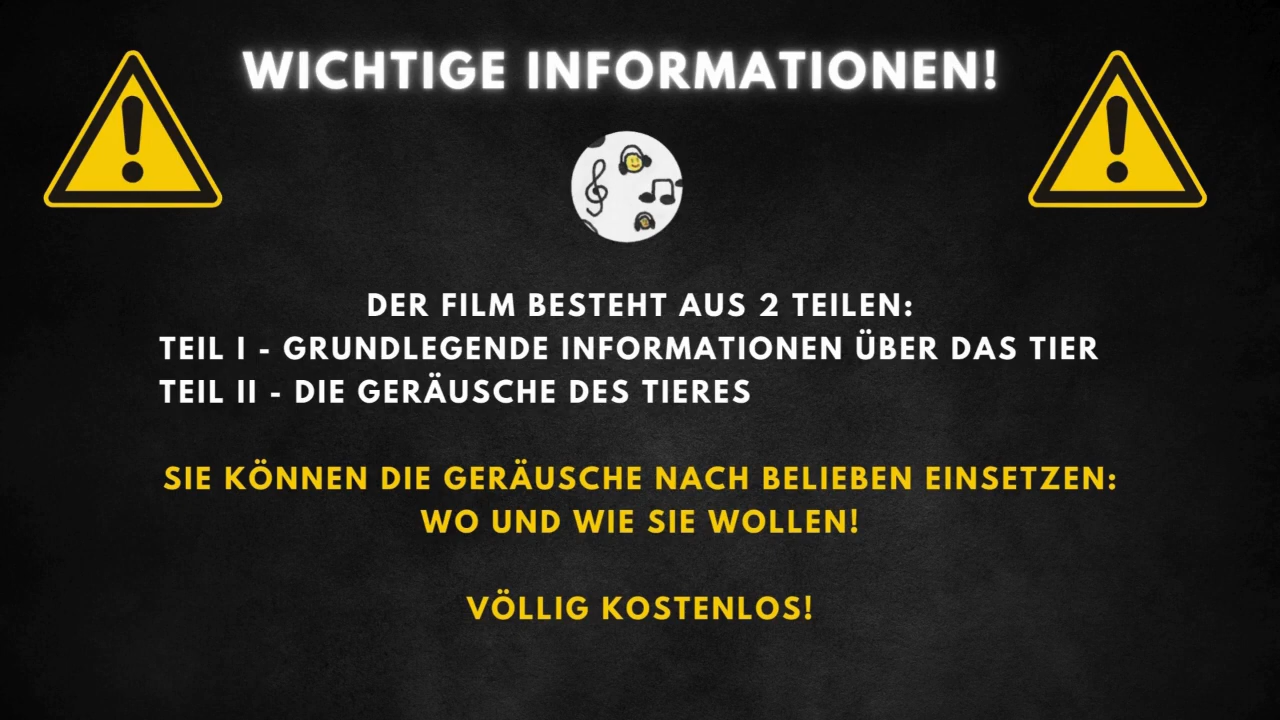 WICHTIGE INFORMATIONEN!
DER FILM BESTEHT AUS 2 TEILEN:
TEIL I - GRUNDLEGENDE INFORMATIONEN ÜBER DAS TIER
TEIL II - DIE GERÄUSCHE DES TIERES
SIE KÖNNEN DIE GERÄUSCHE NACH BELIEBEN EINSETZEN:
WO UND WIE SIE WOLLEN!
VÖLLIG KOSTENLOS!